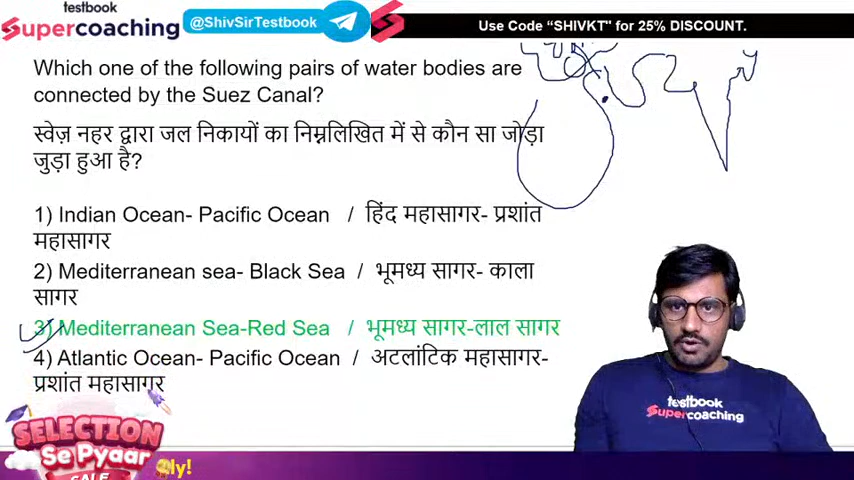 testbook
Supercoaching
@ShivSirTestbook
Use Code “SHIVKT" for 25% DISCOUNT.
Which one of the following pairs of water bodies are
connected by the Suez Canal?
स्वेज़ नहर द्वारा जल निकायों का निम्नलिखित में से कौन सा जोड़ा
जुड़ा हुआ है?
1) Indian Ocean- Pacific Ocean / हिंद महासागर- प्रशांत
महासागर
2) Mediterranean sea- Black Sea / भूमध्य सागर- काला
सागर
3) Mediterranean Sea-Red Sea / भूमध्य सागर-लाल सागर
4) Atlantic Ocean- Pacific Ocean / अटलांटिक महासागर-
प्रशांत महासागर
testbook
Supercoaching
SELECTION
Se Pyaar
SALE